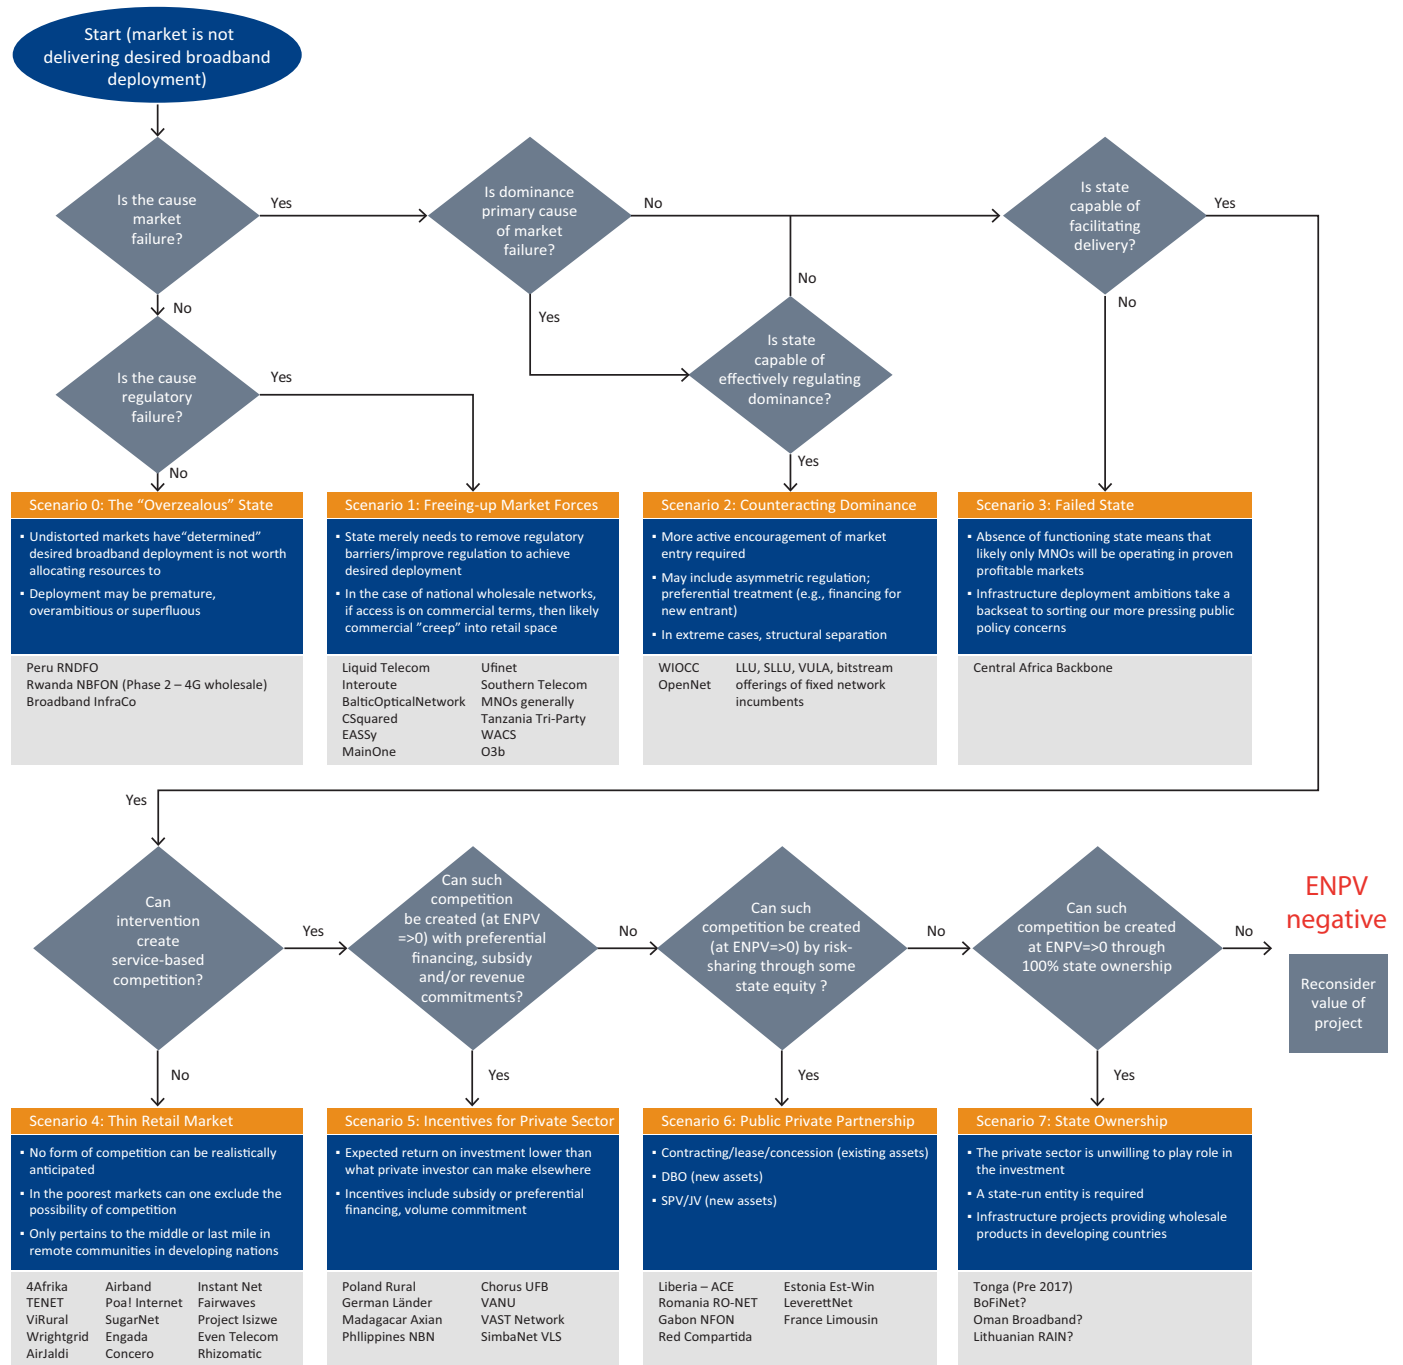 Start (market is not
delivering desired broadband
deployment)
Is the cause
market
failure?
Yes
Is dominance
primary cause
of market
failure?
No
Is state
capable of
facilitating
delivery?
Yes
No
No
Yes
No
Is the cause
regulatory
failure?
Yes
Is state
capable of
effectively regulating
dominance?
No
Yes
Scenario 0: The “Overzealous” State
▪ Undistorted markets have“determined”
desired broadband deployment is not worth
allocating resources to
▪ Deployment may be premature,
overambitious or superfluous
Peru RNDFO
Rwanda NBFON (Phase 2 – 4G wholesale)
Broadband InfraCo
Scenario 1: Freeing-up Market Forces
▪ State merely needs to remove regulatory
barriers/improve regulation to achieve
desired deployment
▪ In the case of national wholesale networks,
if access is on commercial terms, then likely
commercial ”creep” into retail space
Liquid Telecom
Interoute
BalticOpticalNetwork
CSquared
EASSy
MainOne
Ufinet
Southern Telecom
MNOs generally
Tanzania Tri-Party
WACS
O3b
Scenario 2: Counteracting Dominance
▪ More active encouragement of market
entry required
▪ May include asymmetric regulation;
preferential treatment (e.g., financing for
new entrant)
▪ In extreme cases, structural separation
WIOCC
OpenNet
LLU, SLLU, VULA, bitstream
offerings of fixed network
incumbents
Scenario 3: Failed State
▪ Absence of functioning state means that
likely only MNOs will be operating in proven
profitable markets
▪ Infrastructure deployment ambitions take a
backseat to sorting our more pressing public
policy concerns
Central Africa Backbone
Yes
Can
intervention
create
service-based
competition?
Yes
Can such
competition
be created (at ENPV
=>0) with preferential
financing, subsidy
and/or revenue
commitments?
No
Can such
competition be created
(at ENPV=>0) by risk-
sharing through some
state equity ?
No
Can such
competition be created
at ENPV=>0 through
100% state ownership
No
ENPV
negative
Reconsider
value of
project
No
Yes
Yes
Yes
Scenario 4: Thin Retail Market
▪ No form of competition can be realistically
anticipated
▪ In the poorest markets can one exclude the
possibility of competition
▪ Only pertains to the middle or last mile in
remote communities in developing nations
4Afrika
TENET
ViRural
Wrightgrid
AirJaldi
Airband
Poa! Internet
SugarNet
Engada
Concero
Instant Net
Fairwaves
Project Isizwe
Even Telecom
Rhizomatic
Scenario 5: Incentives for Private Sector
▪ Expected return on investment lower than
what private investor can make elsewhere
▪ Incentives include subsidy or preferential
financing, volume commitment
Poland Rural
German Länder
Madagacar Axian
Phllippines NBN
Chorus UFB
VANU
VAST Network
SimbaNet VLS
Scenario 6: Public Private Partnership
▪ Contracting/lease/concession (existing assets)
▪ DBO (new assets)
▪ SPV/JV (new assets)
Liberia – ACE
Romania RO-NET
Gabon NFON
Red Compartida
Estonia Est-Win
LeverettNet
France Limousin
Scenario 7: State Ownership
▪ The private sector is unwilling to play role in
the investment
▪ A state-run entity is required
▪ Infrastructure projects providing wholesale
products in developing countries
Tonga (Pre 2017)
BoFiNet?
Oman Broadband?
Lithuanian RAIN?